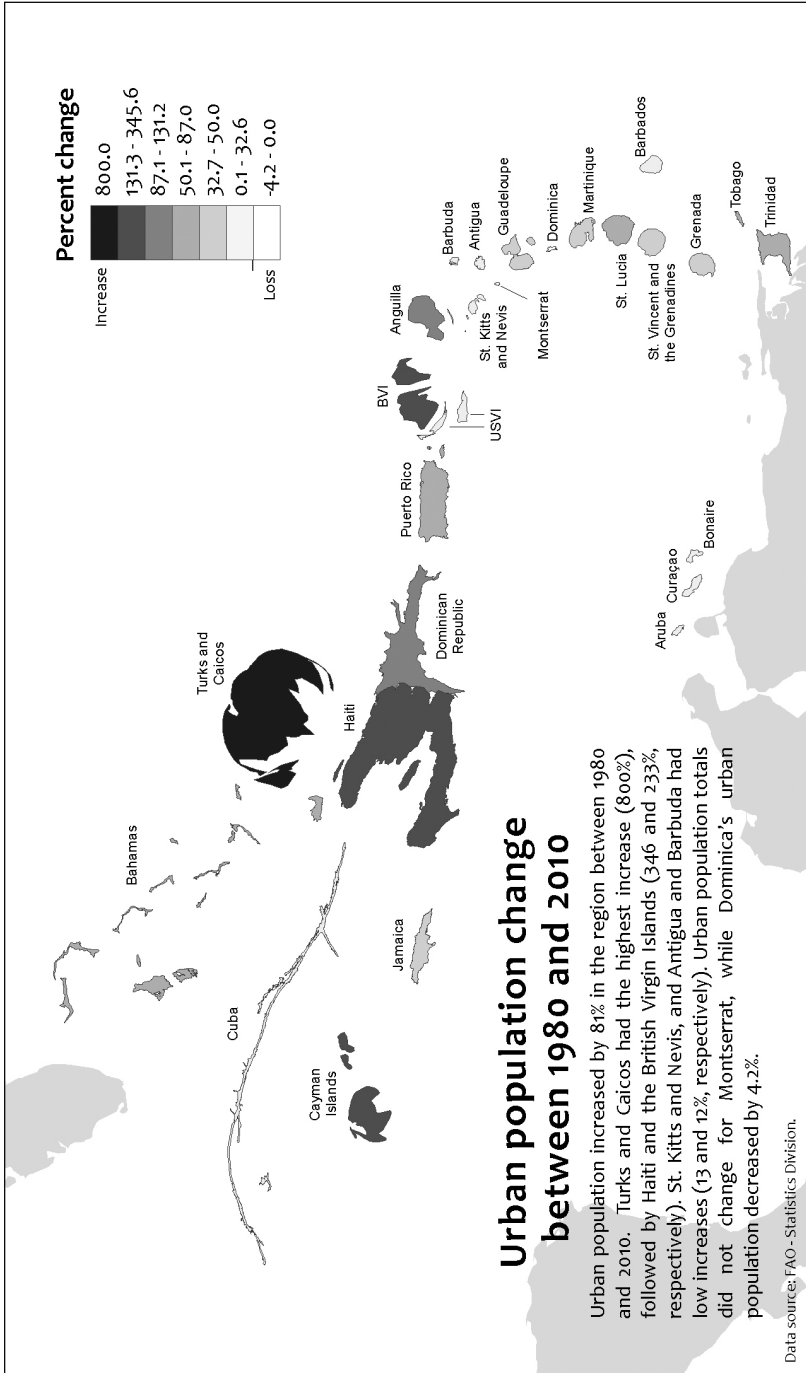 Urban population change
between 1980 and 2010
Urban population increased by 81% in the region between 1980
and 2010. Turks and Caicos had the highest increase (800%),
followed by Haiti and the British Virgin Islands (346 and 233%,
respectively). St. Kitts and Nevis, and Antigua and Barbuda had
low increases (13 and 12%, respectively). Urban population totals
did not change for Montserrat, while Dominica's urban
population decreased by 4.2%.
Data source: FAO - Statistics Division.
Percent change
Increase
800.0
131.3 - 345.6
87.1 - 131.2
50.1 - 87.0
32.7 - 50.0
0.1 - 32.6
-4.2 - 0.0
Loss
Bahamas
Cuba
Cayman
Islands
Jamaica
Turks and
Caicos
Haiti
Dominican
Republic
Puerto Rico
BVI
USVI
Anguilla
St. Kitts
and Nevis
Barbuda
Antigua
Montserrat
Guadeloupe
Dominica
Martinique
St. Lucia
St. Vincent and
the Grenadines
Barbados
Grenada
Tobago
Trinidad
Aruba
Curaçao
Bonaire